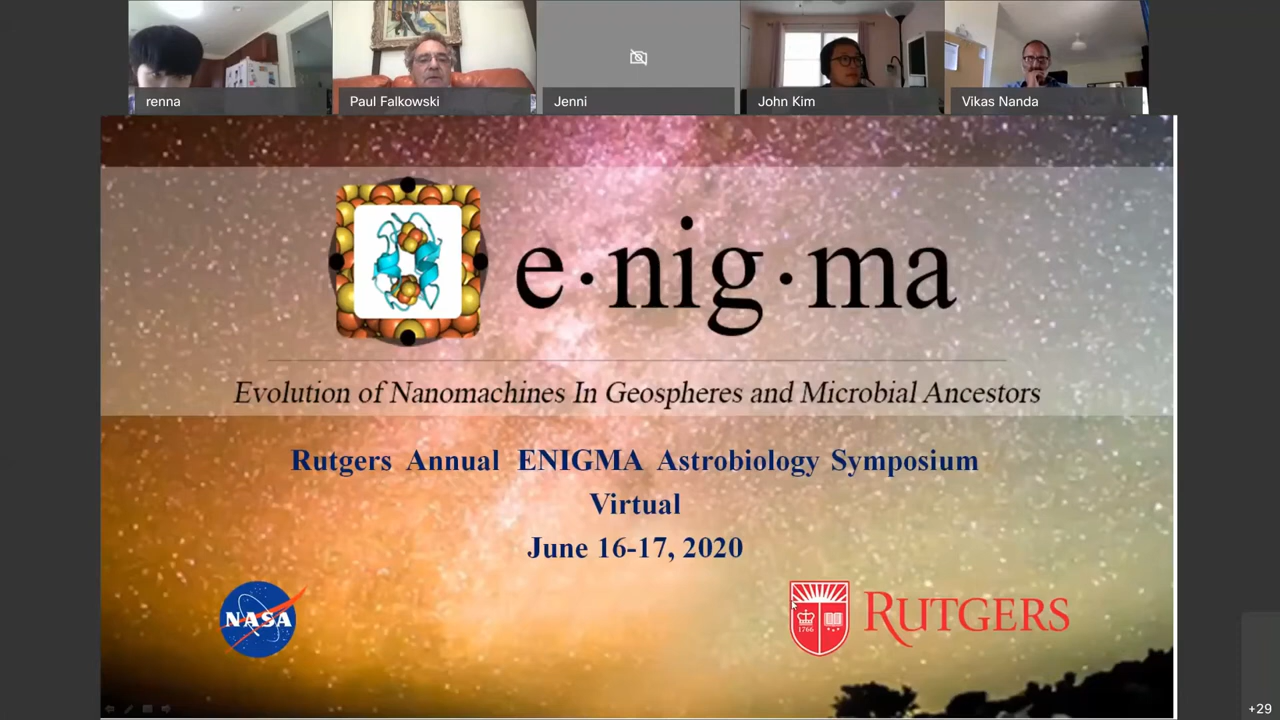 renna
Paul Falkowski
Jenni
John Kim
Vikas Nanda
e·nig·ma
Evolution of Nanomachines In Geospheres and Microbial Ancestors
Rutgers Annual ENIGMA Astrobiology Symposium
Virtual
June 16-17, 2020
NASA
1766
RUTGERS
+29